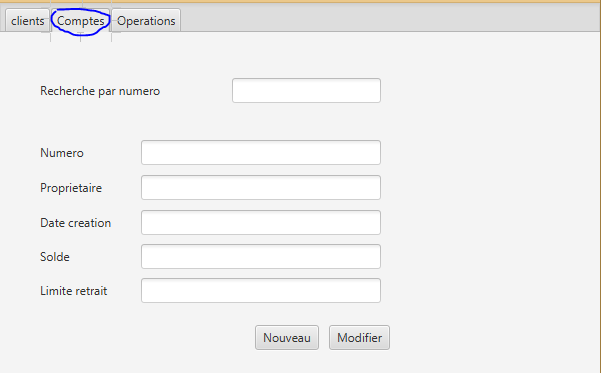 clients Comptes Operations
Recherche par numero
Numero
Proprietaire
Date creation
Solde
Limite retrait
Nouveau Modifier